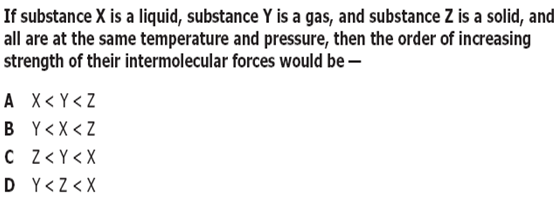 If substance X is a liquid, substance Y is a gas, and substance Z is a solid, and
all are at the same temperature and pressure, then the order of increasing
strength of their intermolecular forces would be —
A X < Y < Z
B Y < X < Z
C Z < Y < X
D Y < Z < X